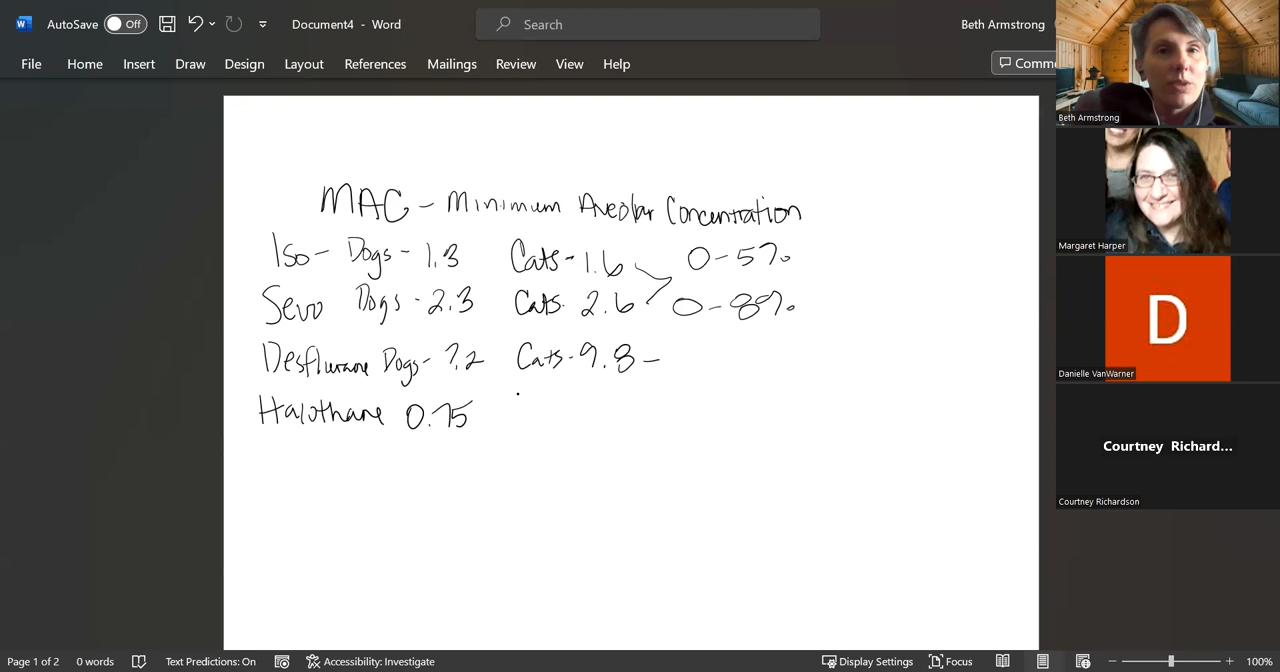 AutoSave Off Document4 - Word Search Beth Armstrong
File Home Insert Draw Design Layout References Mailings Review View Help Comme
Beth Armstrong
MAC - Minimum Aveolar Concentration
Iso - Dogs - 1.3 Cats - 1.6 0 - 5%
Sevo Dogs - 2.3 Cats - 2.6 0 - 8%
Desflurane Dogs - 7.2 Cats - 9.8 -
Halothane 0.75
Margaret Harper
D
Danielle VanWarner
Courtney Richard...
Courtney Richardson
Page 1 of 2 0 words Text Predictions: On Accessibility: Investigate Display Settings Focus 100%